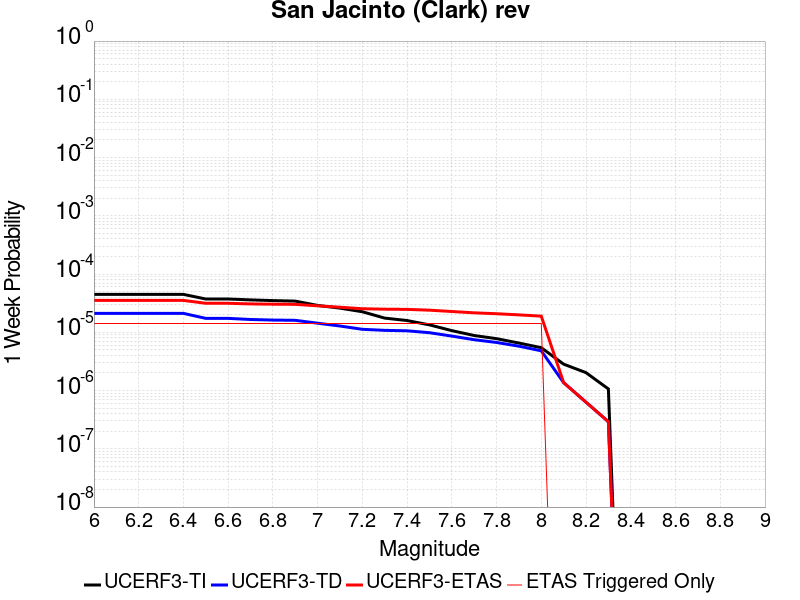 San Jacinto (Clark) rev
10 0
10 -1
10 -2
10 -3
10 -4
10 -5
10 -6
10 -7
10 -8
1 Week Probability
6 6.2 6.4 6.6 6.8 7 7.2 7.4 7.6 7.8 8 8.2 8.4 8.6 8.8 9
Magnitude
UCERF3-TI UCERF3-TD UCERF3-ETAS ETAS Triggered Only